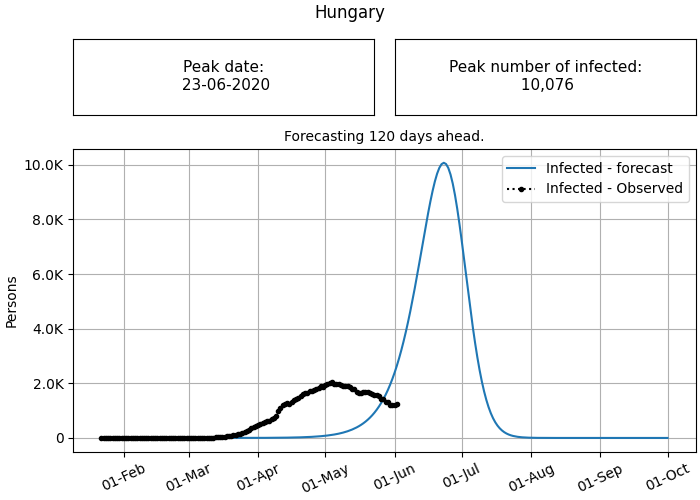 Hungary
Peak date:
23-06-2020
Peak number of infected:
10,076
Forecasting 120 days ahead.
Infected - forecast
Infected - Observed
Persons
10.0K
8.0K
6.0K
4.0K
2.0K
0
01-Feb
01-Mar
01-Apr
01-May
01-Jun
01-Jul
01-Aug
01-Sep
01-Oct